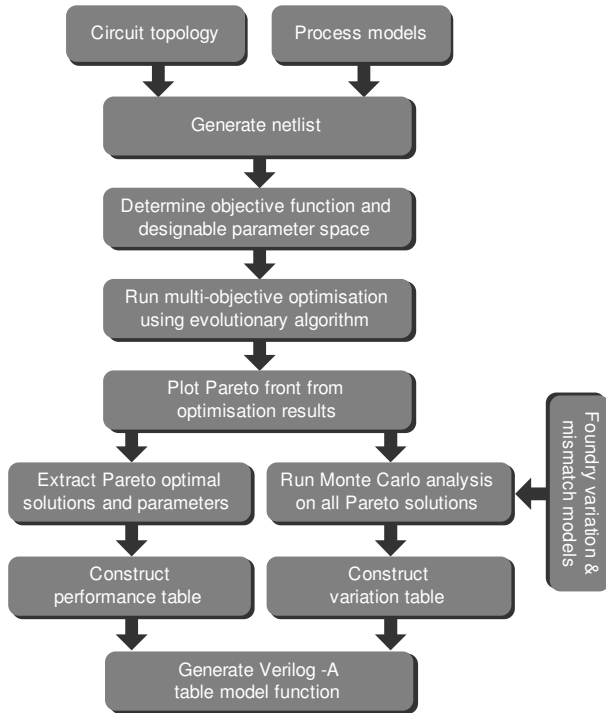 Circuit topology
Process models
Generate netlist
Determine objective function and
designable parameter space
Run multi-objective optimisation
using evolutionary algorithm
Plot Pareto front from
optimisation results
Extract Pareto optimal
solutions and parameters
Run Monte Carlo analysis
on all Pareto solutions
Foundry variation &
mismatch models
Construct
performance table
Construct
variation table
Generate Verilog -A
table model function